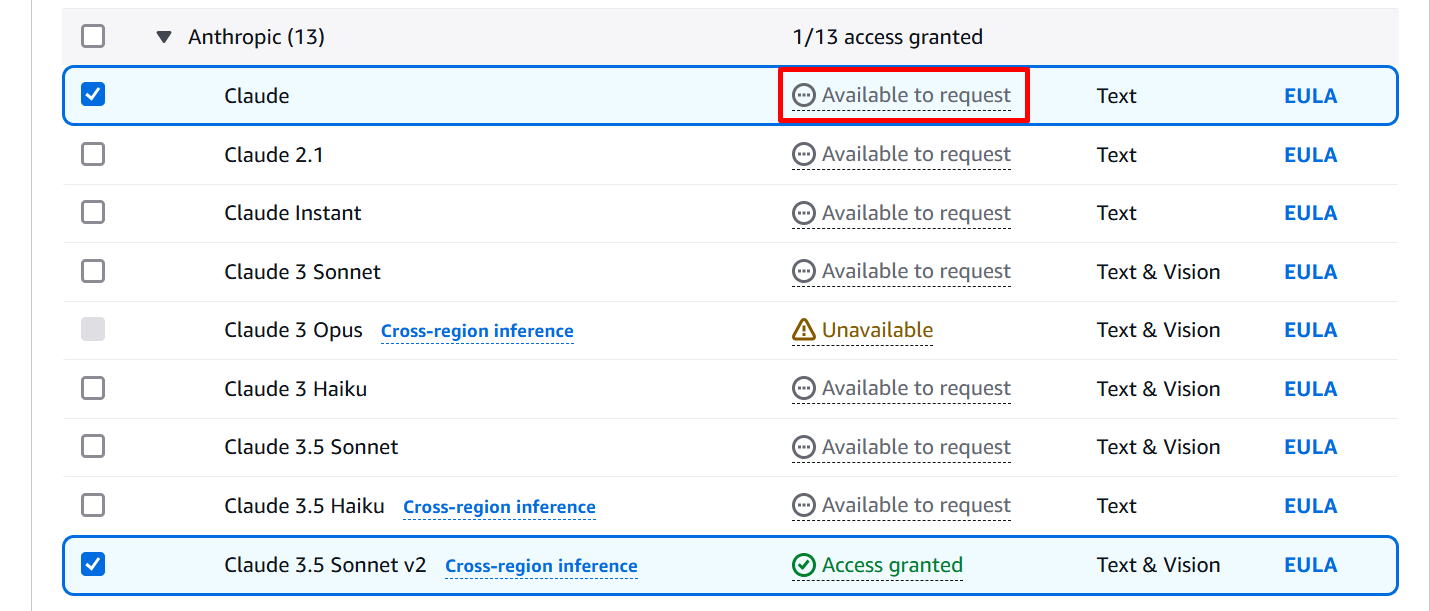 Anthropic (13) 1/13 access granted
Claude Available to request Text EULA
Claude 2.1 Available to request Text EULA
Claude Instant Available to request Text EULA
Claude 3 Sonnet Available to request Text & Vision EULA
Claude 3 Opus Cross-region inference Unavailable Text & Vision EULA
Claude 3 Haiku Available to request Text & Vision EULA
Claude 3.5 Sonnet Available to request Text & Vision EULA
Claude 3.5 Haiku Cross-region inference Available to request Text EULA
Claude 3.5 Sonnet v2 Cross-region inference Access granted Text & Vision EULA